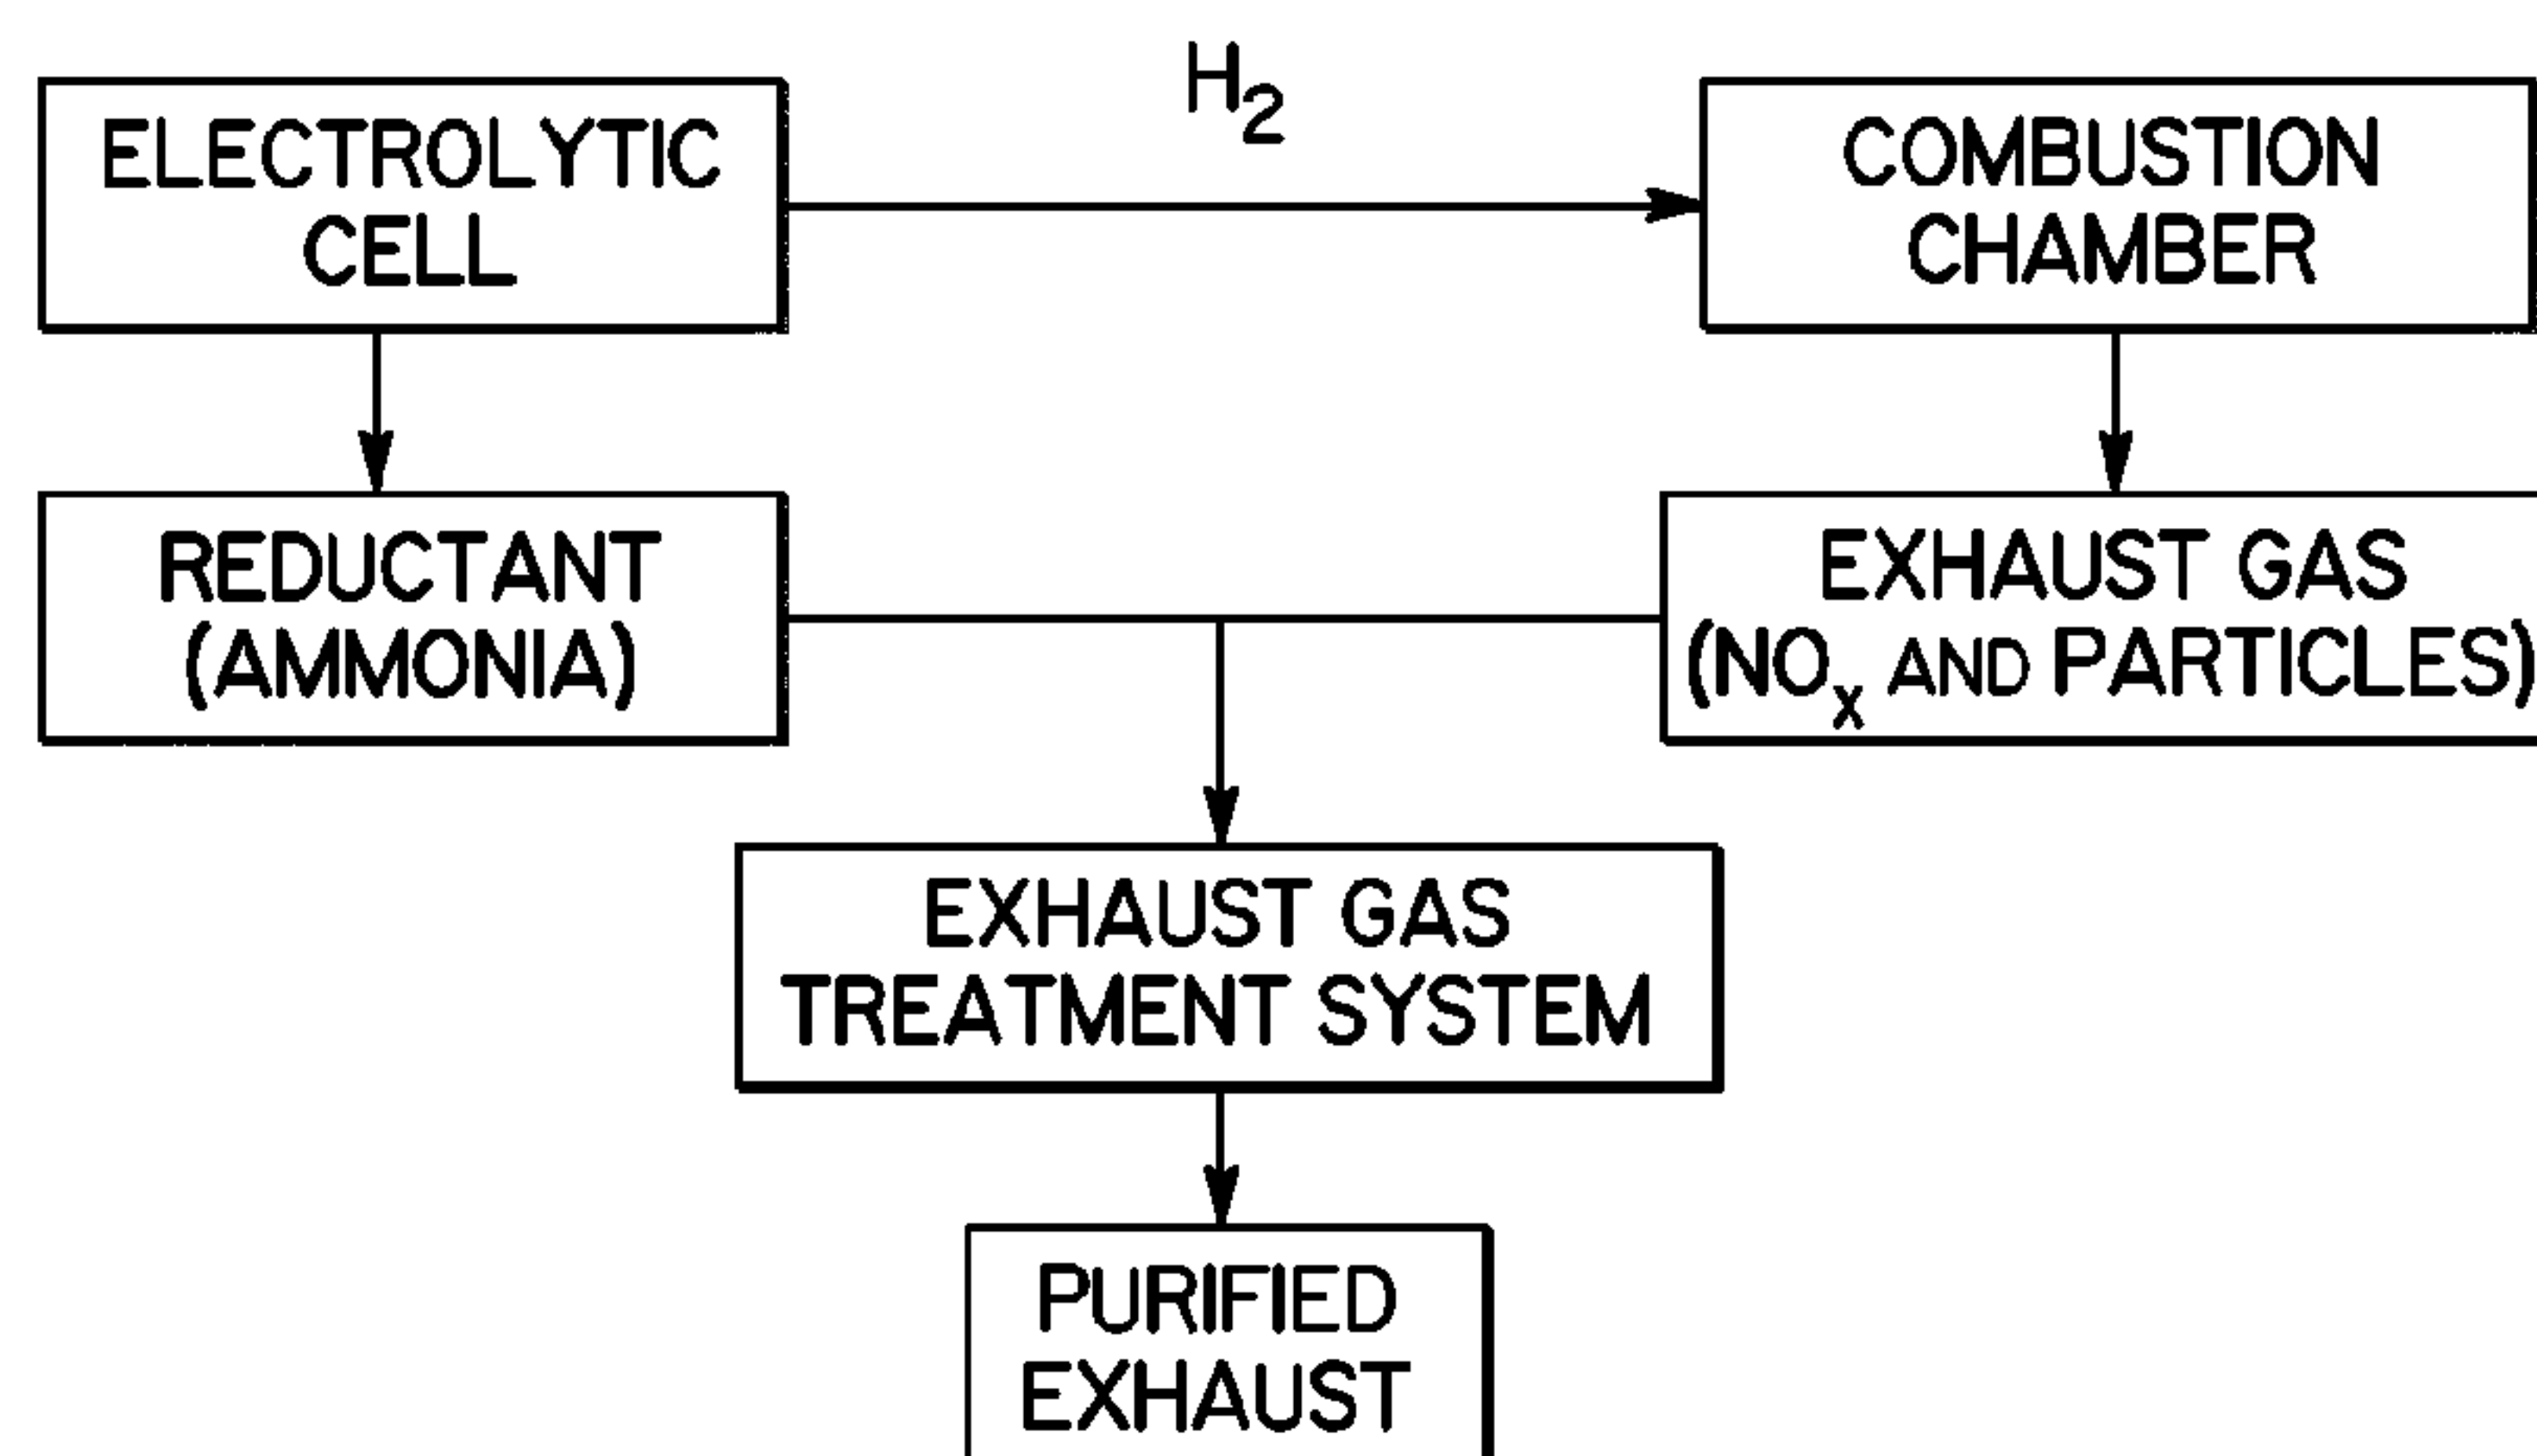 H₂
ELECTROLYTIC
CELL
COMBUSTION
CHAMBER
REDUCTANT
(AMMONIA)
EXHAUST GAS
(NOₓ AND PARTICLES)
EXHAUST GAS
TREATMENT SYSTEM
PURIFIED
EXHAUST